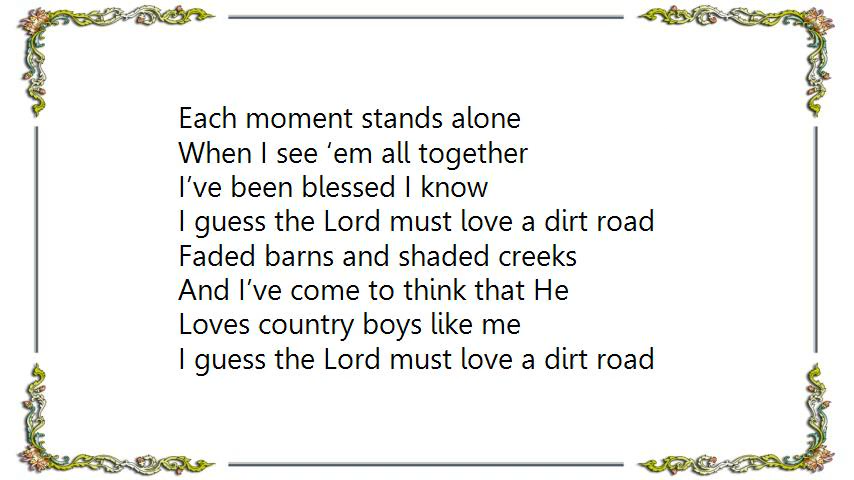 Each moment stands alone
When I see ‘em all together
I’ve been blessed I know
I guess the Lord must love a dirt road
Faded barns and shaded creeks
And I’ve come to think that He
Loves country boys like me
I guess the Lord must love a dirt road